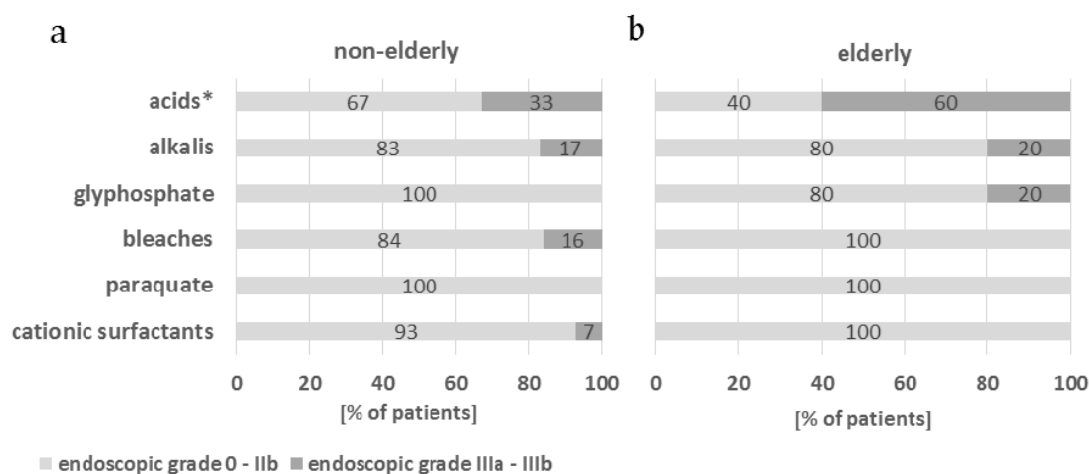 a
b
non-elderly
elderly
acids* 67 33 40 60
alkalis 83 17 80 20
glyphosphate 100 80 20
bleaches 84 16 100
paraquate 100 100
cationic surfactants 93 7 100
0 20 40 60 80 100 0 20 40 60 80 100
[% of patients] [% of patients]
endoscopic grade 0 - IIb endoscopic grade IIIa - IIIb